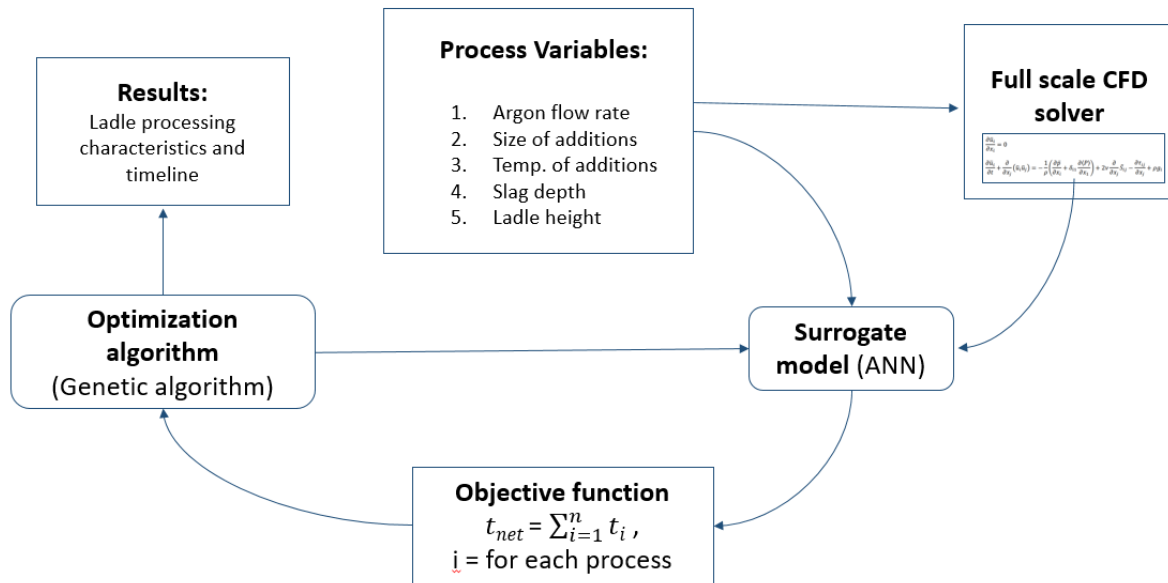 Results:
Ladle processing
characteristics and
timeline
Process Variables:
1. Argon flow rate
2. Size of additions
3. Temp. of additions
4. Slag depth
5. Ladle height
Full scale CFD
solver
Optimization
algorithm
(Genetic algorithm)
Surrogate
model (ANN)
Objective function
t_net = ∑_{i=1}^{n} t_i ,
i = for each process